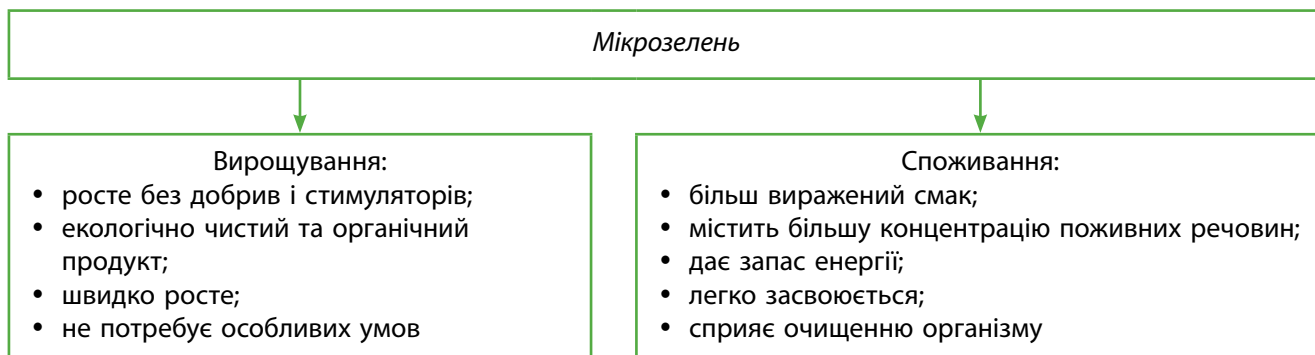 Мікрозелень
Вирощування:
• росте без добрив і стимуляторів;
• екологічно чистий та органічний
продукт;
• швидко росте;
• не потребує особливих умов
Споживання:
• більш виражений смак;
• містить більшу концентрацію поживних речовин;
• дає запас енергії;
• легко засвоюється;
• сприяє очищенню організму